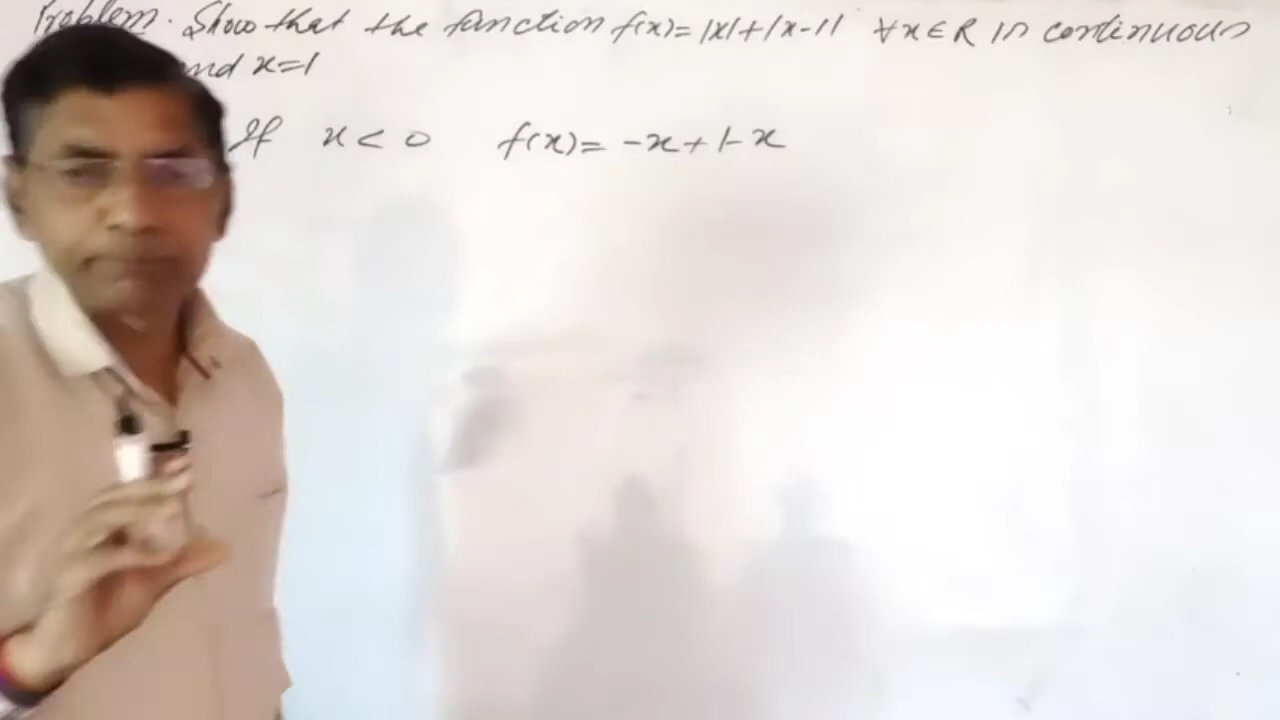 Problem. Show that the function f(x)=|x|+|x-1| ∀x∈R is continuous
and x=1
If x<0 f(x)= -x+1-x